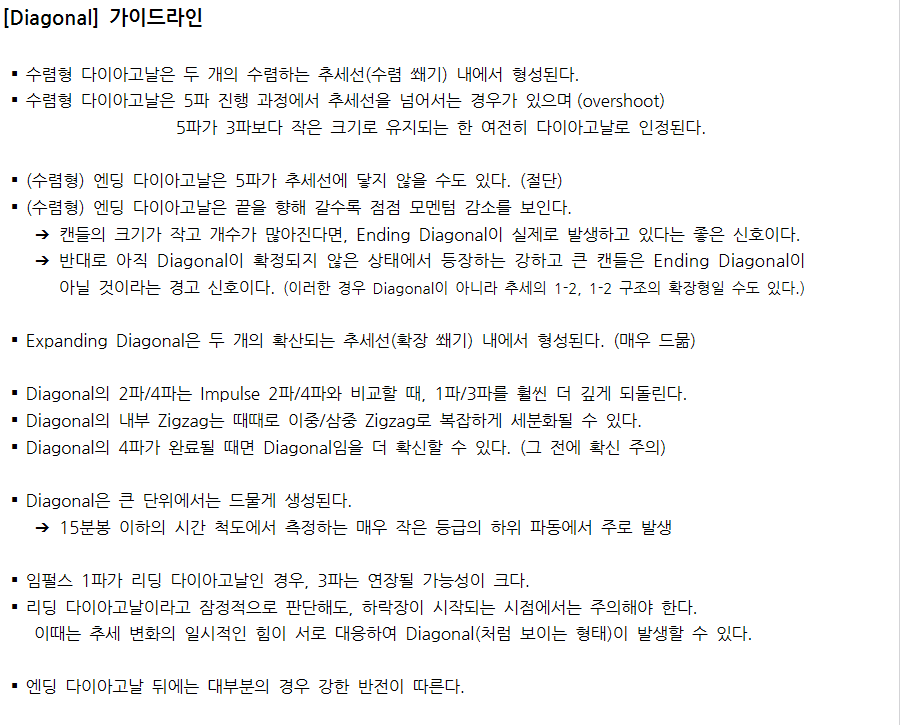 [Diagonal] 가이드라인
▪ 수렴형 다이아고날은 두 개의 수렴하는 추세선(수렴 쐐기) 내에서 형성된다.
▪ 수렴형 다이아고날은 5파 진행 과정에서 추세선을 넘어서는 경우가 있으며 (overshoot)
5파가 3파보다 작은 크기로 유지되는 한 여전히 다이아고날로 인정된다.
▪ (수렴형) 엔딩 다이아고날은 5파가 추세선에 닿지 않을 수도 있다. (절단)
▪ (수렴형) 엔딩 다이아고날은 끝을 향해 갈수록 점점 모멘텀 감소를 보인다.
➔ 캔들의 크기가 작고 개수가 많아진다면, Ending Diagonal이 실제로 발생하고 있다는 좋은 신호이다.
➔ 반대로 아직 Diagonal이 확정되지 않은 상태에서 등장하는 강하고 큰 캔들은 Ending Diagonal이
아닐 것이라는 경고 신호이다. (이러한 경우 Diagonal이 아니라 추세의 1-2, 1-2 구조의 확장형일 수도 있다.)
▪ Expanding Diagonal은 두 개의 확산되는 추세선(확장 쐐기) 내에서 형성된다. (매우 드묾)
▪ Diagonal의 2파/4파는 Impulse 2파/4파와 비교할 때, 1파/3파를 훨씬 더 깊게 되돌린다.
▪ Diagonal의 내부 Zigzag는 때때로 이중/삼중 Zigzag로 복잡하게 세분화될 수 있다.
▪ Diagonal의 4파가 완료될 때면 Diagonal임을 더 확신할 수 있다. (그 전에 확신 주의)
▪ Diagonal은 큰 단위에서는 드물게 생성된다.
➔ 15분봉 이하의 시간 척도에서 측정하는 매우 작은 등급의 하위 파동에서 주로 발생
▪ 임펄스 1파가 리딩 다이아고날인 경우, 3파는 연장될 가능성이 크다.
▪ 리딩 다이아고날이라고 잠정적으로 판단해도, 하락장이 시작되는 시점에서는 주의해야 한다.
이때는 추세 변화의 일시적인 힘이 서로 대응하여 Diagonal(처럼 보이는 형태)이 발생할 수 있다.
▪ 엔딩 다이아고날 뒤에는 대부분의 경우 강한 반전이 따른다.